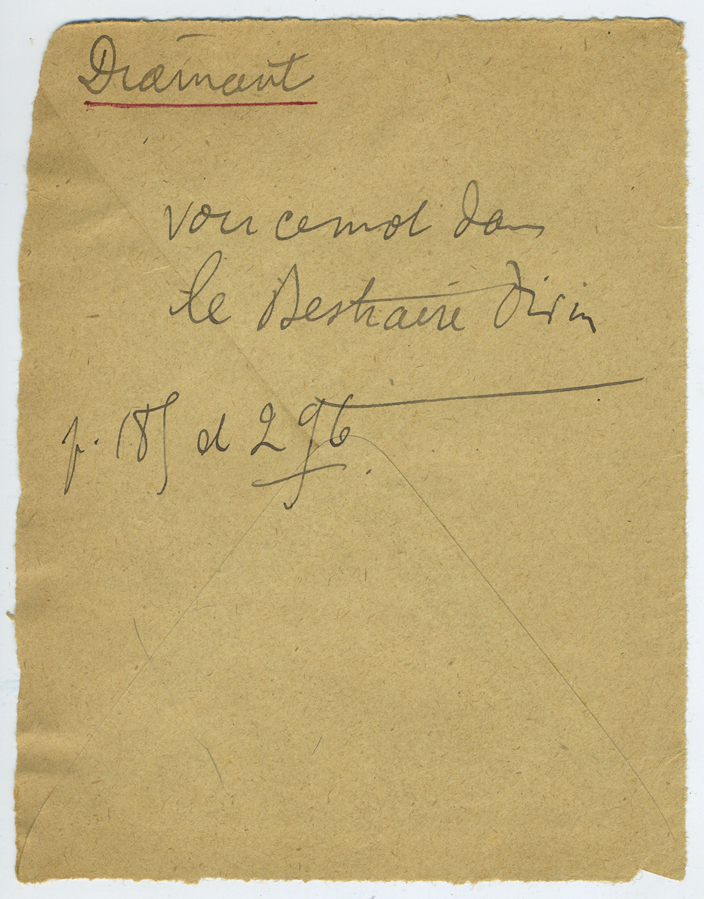 Diamant
voir ce mot dans
le Bestiaire Divin
p. 185 et 296.